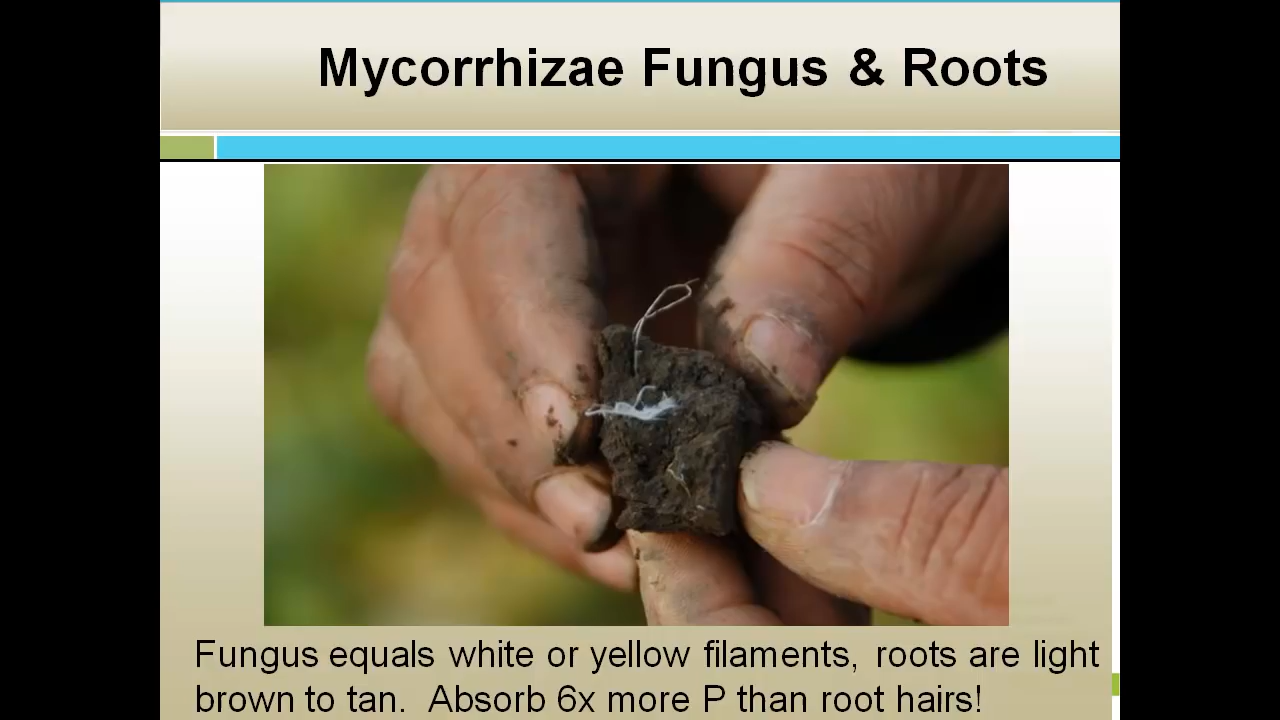 Mycorrhizae Fungus & Roots
Fungus equals white or yellow filaments, roots are light
brown to tan.  Absorb 6x more P than root hairs!